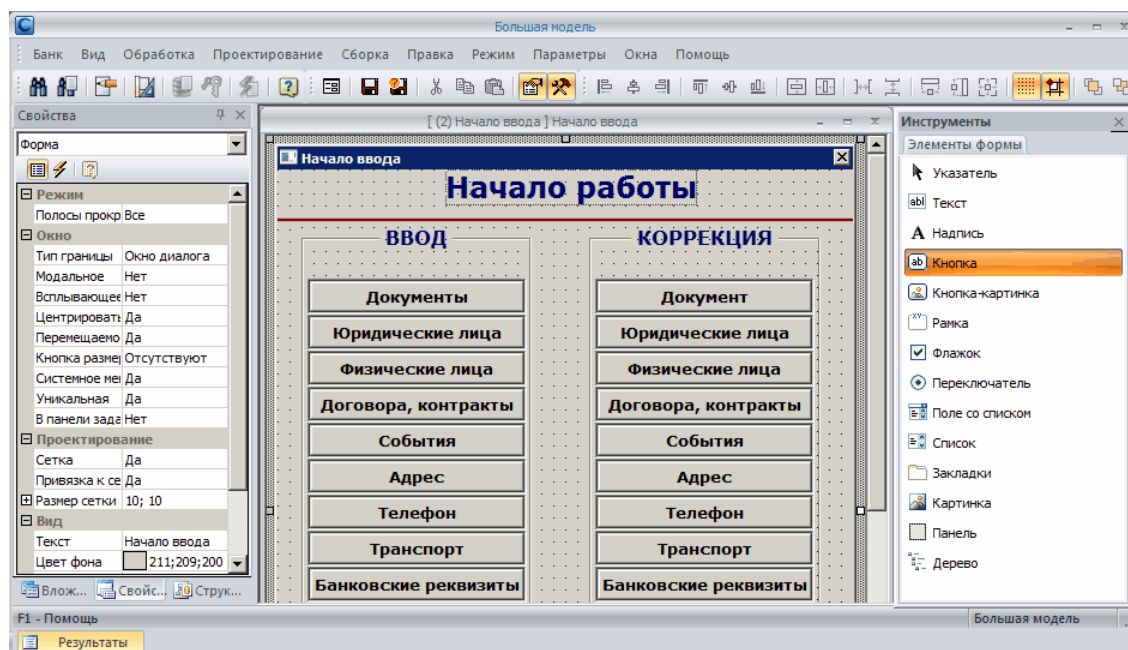 Большая модель
Банк Вид Обработка Проектирование Сборка Правка Режим Параметры Окна Помощь
Свойства
Форма
Режим
Полосы прокр Все
Окно
Тип границы Окно диалога
Модальное Нет
Всплывающее Нет
Центрировать Да
Перемещаемо Да
Кнопка разме Отсутствуют
Системное ме Да
Уникальная Да
В панели зада Нет
Проектирование
Сетка Да
Привязка к се Да
Размер сетки 10; 10
Вид
Текст Начало ввода
Цвет фона 211;209;200
Влож... Свойс... Струк...
[ (2) Начало ввода ] Начало ввода
Начало ввода
Начало работы
ВВОД КОРРЕКЦИЯ
Документы Документ
Юридические лица Юридические лица
Физические лица Физические лица
Договора, контракты Договора, контракты
События События
Адрес Адрес
Телефон Телефон
Транспорт Транспорт
Банковские реквизиты Банковские реквизиты
Инструменты
Элементы формы
Указатель
abl Текст
A Надпись
ab Кнопка
Кнопка-картинка
XY Рамка
Флажок
Переключатель
Поле со списком
Список
Закладки
Картинка
Панель
Дерево
F1 - Помощь Большая модель
Результаты